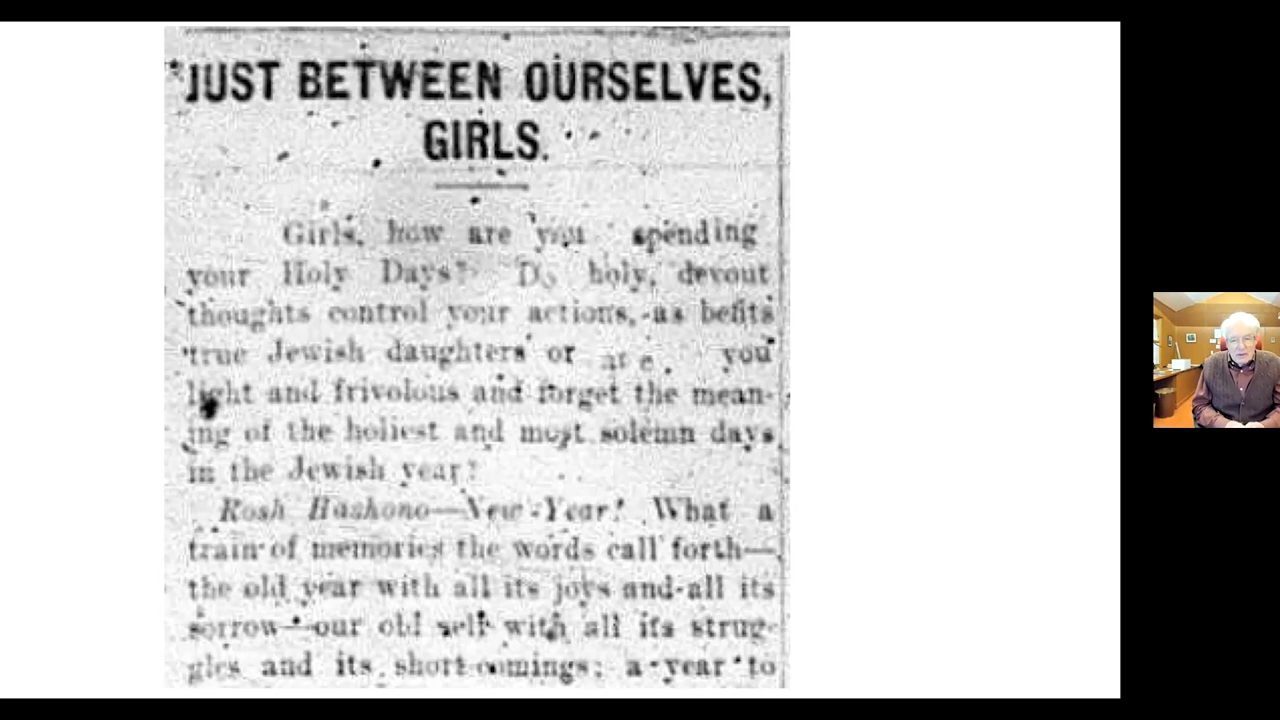 JUST BETWEEN OURSELVES,
GIRLS.
Girls, how are you spending
your Holy Days? Do holy, devout
thoughts control your actions, as befits
true Jewish daughters or are you
light and frivolous and forget the mean-
ing of the holiest and most solemn days
in the Jewish year?
Rosh Hashono—New-Year! What a
train of memories the words call forth—
the old year with all its joys and all its
sorrow—our old self with all its strug-
gles and its short-comings; a year to